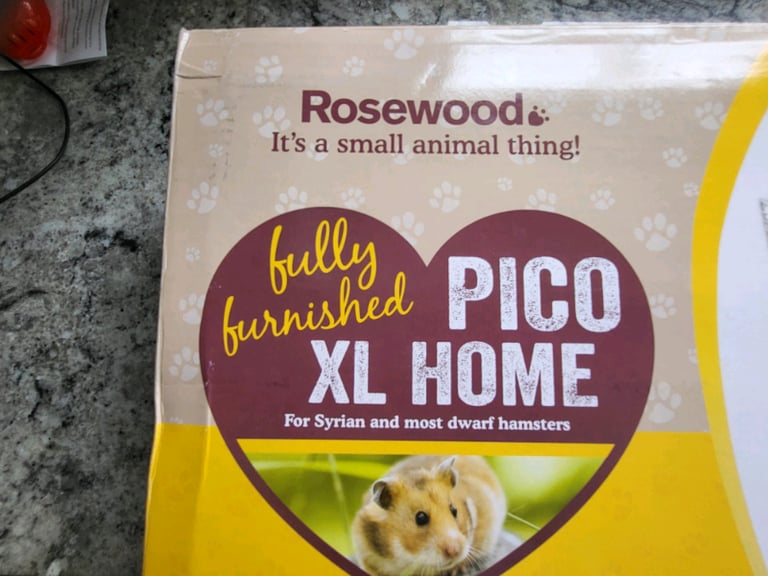 Rosewood
It's a small animal thing!
fully
furnished
PICO
XL HOME
For Syrian and most dwarf hamsters